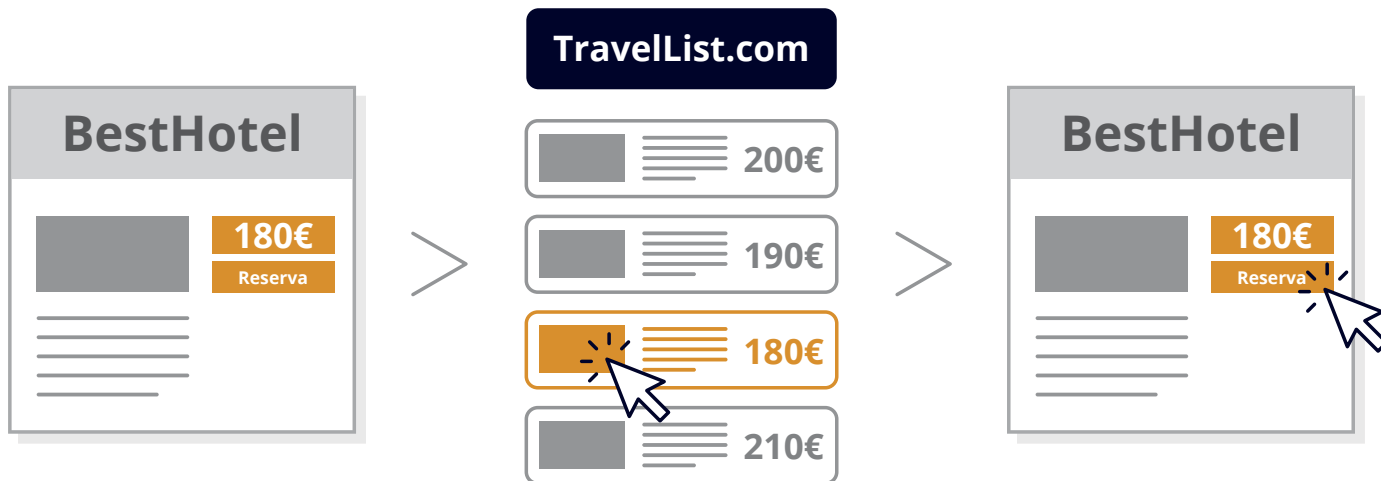 TravelList.com
BestHotel
180€
Reserva
200€
190€
180€
210€
BestHotel
180€
Reserva